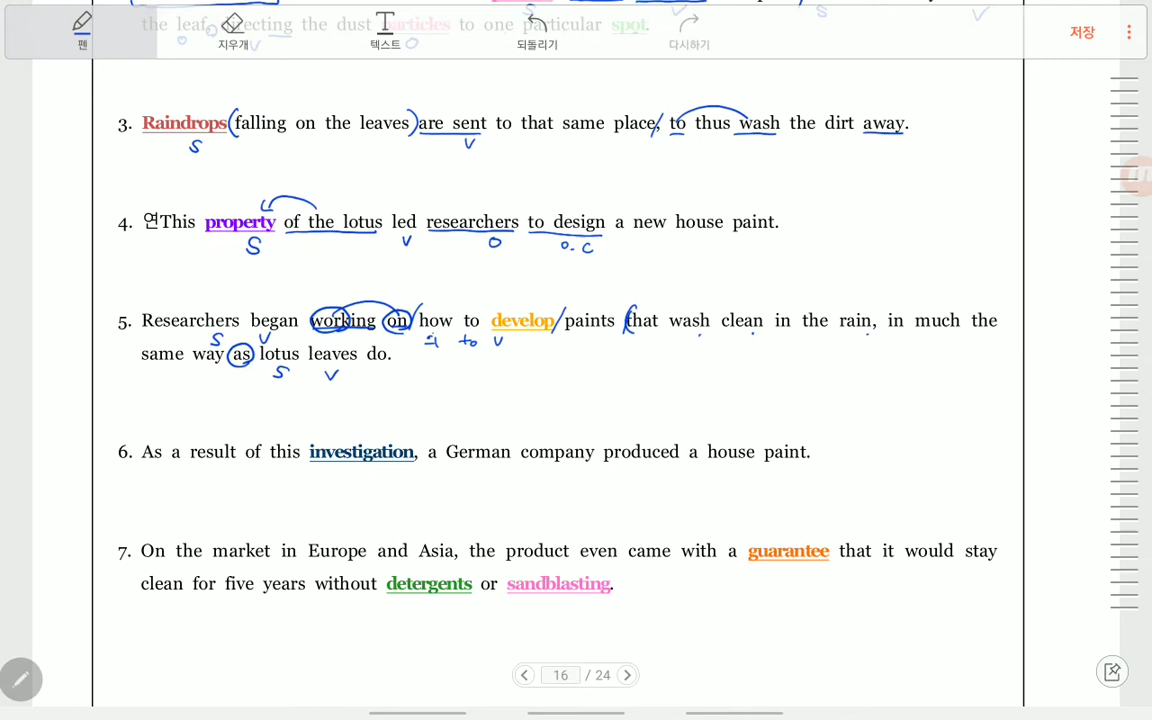 the leaf, directing the dust particles to one particular spot.
펜 지우개 텍스트 되돌리기 다시하기 저장
3. Raindrops falling on the leaves are sent to that same place, to thus wash the dirt away.
S V
4. 연This property of the lotus led researchers to design a new house paint.
S V O O.C
5. Researchers began working on how to develop paints that wash clean in the rain, in much the
S V to V
same way as lotus leaves do.
S V
6. As a result of this investigation, a German company produced a house paint.
7. On the market in Europe and Asia, the product even came with a guarantee that it would stay
clean for five years without detergents or sandblasting.
16 / 24